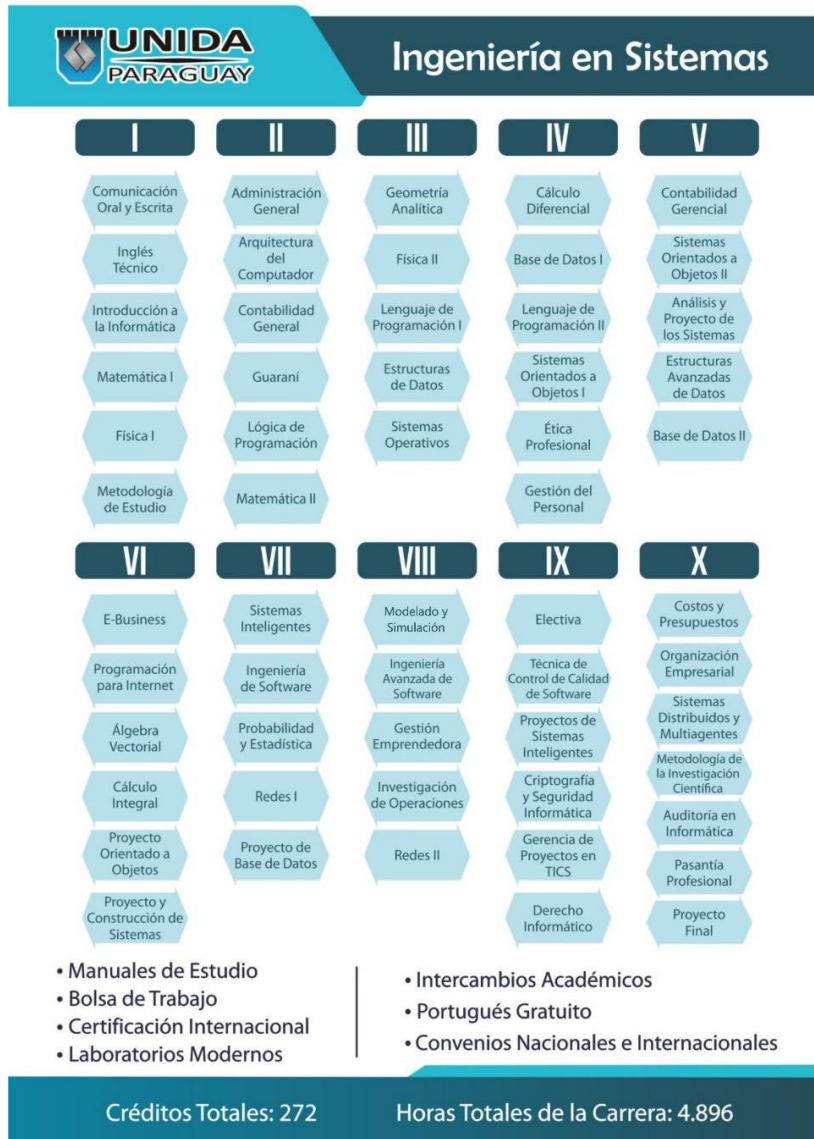 UNIDA
PARAGUAY
Ingeniería en Sistemas
I
Comunicación
Oral y Escrita
Inglés
Técnico
Introducción a
la Informática
Matemática I
Física I
Metodología
de Estudio
II
Administración
General
Arquitectura
del
Computador
Contabilidad
General
Guaraní
Lógica de
Programación
Matemática II
III
Geometría
Analítica
Física II
Lenguaje de
Programación I
Estructuras
de Datos
Sistemas
Operativos
IV
Cálculo
Diferencial
Base de Datos I
Lenguaje de
Programación II
Sistemas
Orientados a
Objetos I
Ética
Profesional
Gestión del
Personal
V
Contabilidad
Gerencial
Sistemas
Orientados a
Objetos II
Análisis y
Proyecto de
los Sistemas
Estructuras
Avanzadas
de Datos
Base de Datos II
VI
E-Business
Programación
para Internet
Álgebra
Vectorial
Cálculo
Integral
Proyecto
Orientado a
Objetos
Proyecto y
Construcción de
Sistemas
VII
Sistemas
Inteligentes
Ingeniería
de Software
Probabilidad
y Estadística
Redes I
Proyecto de
Base de Datos
VIII
Modelado y
Simulación
Ingeniería
Avanzada de
Software
Gestión
Emprendedora
Investigación
de Operaciones
Redes II
IX
Electiva
Técnica de
Control de Calidad
de Software
Proyectos de
Sistemas
Inteligentes
Criptografía
y Seguridad
Informática
Gerencia de
Proyectos en
TICS
Derecho
Informático
X
Costos y
Presupuestos
Organización
Empresarial
Sistemas
Distribuidos y
Multiagentes
Metodología de
la Investigación
Científica
Auditoría en
Informática
Pasantía
Profesional
Proyecto
Final
• Manuales de Estudio
• Bolsa de Trabajo
• Certificación Internacional
• Laboratorios Modernos
• Intercambios Académicos
• Portugués Gratuito
• Convenios Nacionales e Internacionales
Créditos Totales: 272
Horas Totales de la Carrera: 4.896